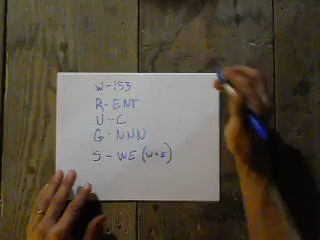 W-153
R-ENT
U-C
G-NNN
S-WE (W+E)